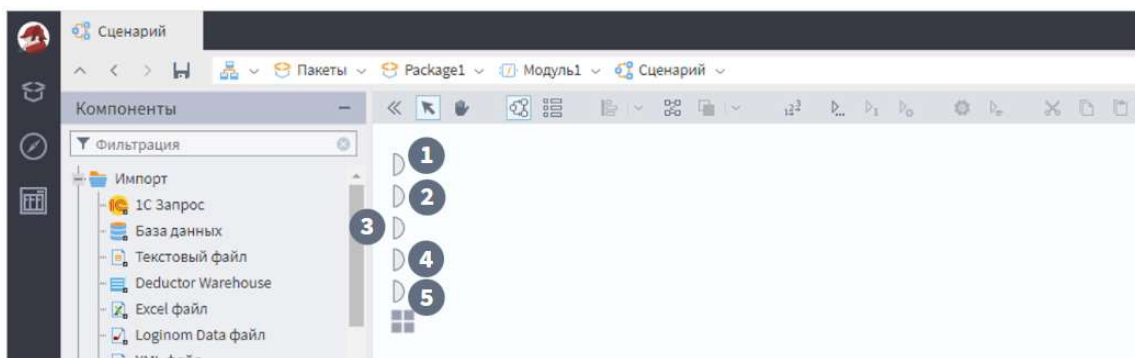 Сценарий
Пакеты Package1 Модуль1 Сценарий
Компоненты
Фильтрация
Импорт
1С Запрос
База данных
Текстовый файл
Deductor Warehouse
Excel файл
Loginom Data файл
1
2
3
4
5